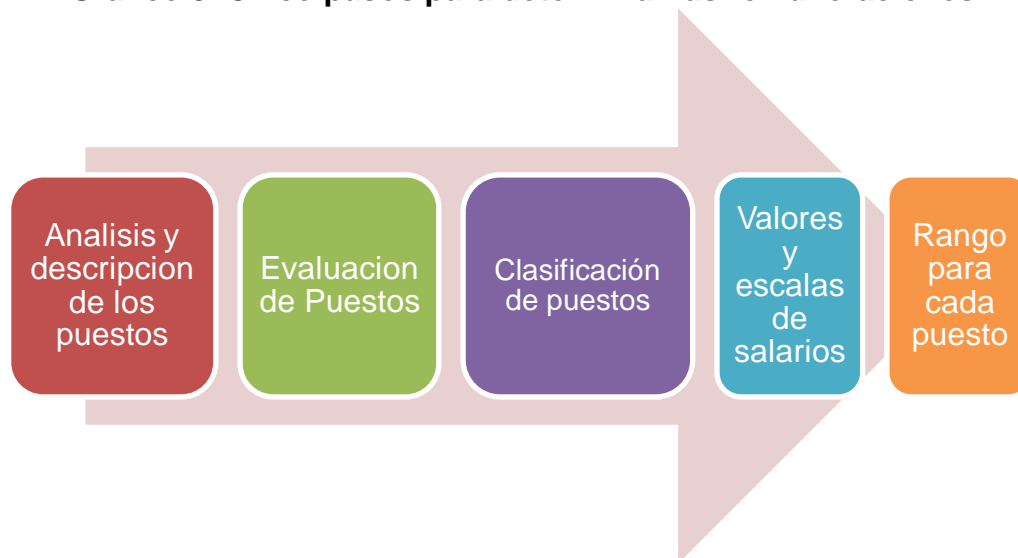 Analisis y
descripcion
de los
puestos
Evaluacion
de Puestos
Clasificación
de puestos
Valores
y
escalas
de
salarios
Rango
para
cada
puesto